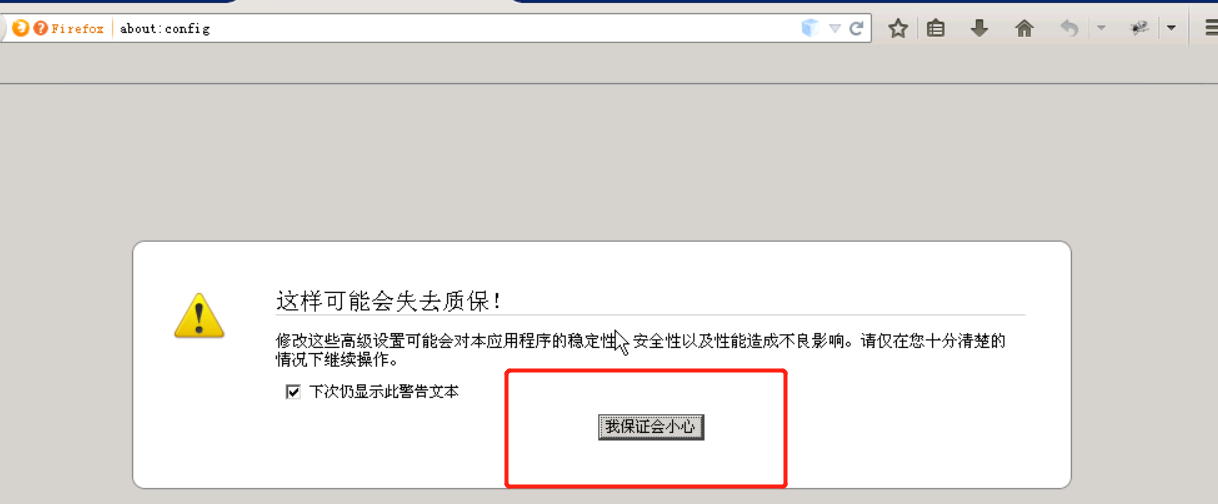 Firefox about:config
这样可能会失去质保!
修改这些高级设置可能会对本应用程序的稳定性、安全性以及性能造成不良影响。请仅在您十分清楚的
情况下继续操作。
下次仍显示此警告文本
我保证会小心